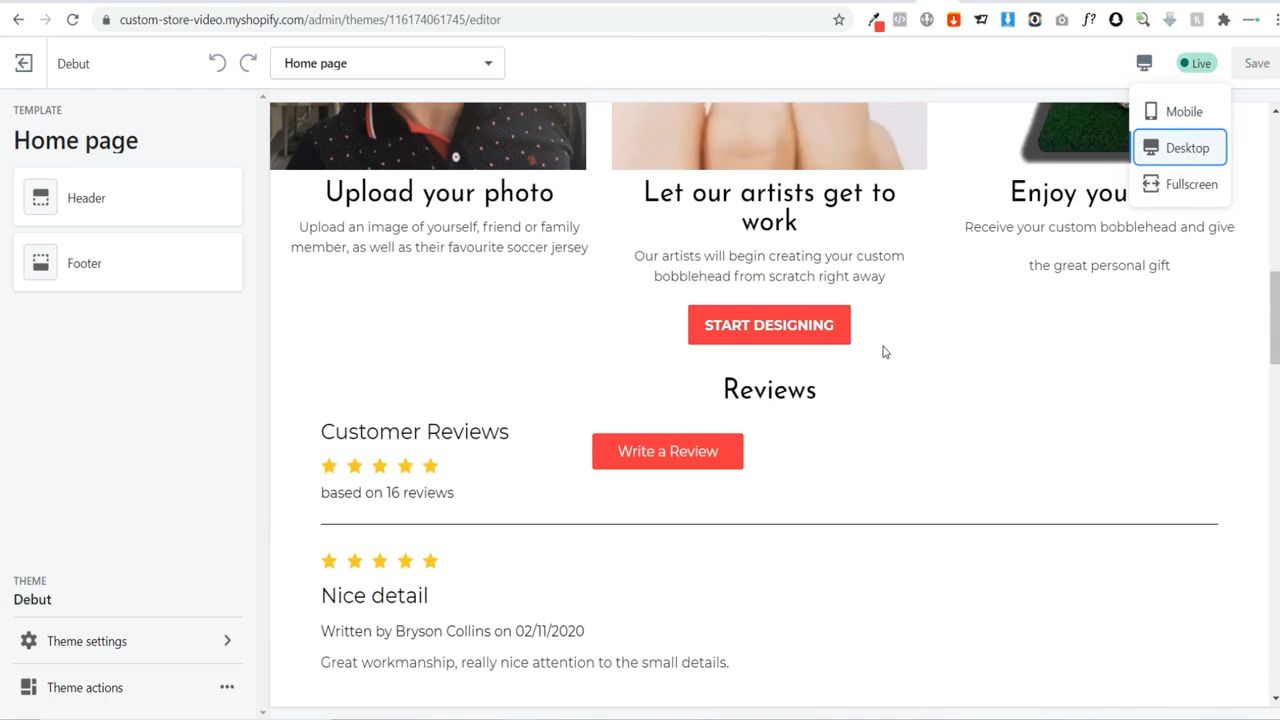 custom-store-video.myshopify.com/admin/themes/116174061745/editor
f?
Debut
Home page
Live
Save
Mobile
Desktop
Fullscreen
TEMPLATE
Home page
Header
Footer
THEME
Debut
Theme settings
Theme actions
Upload your photo
Upload an image of yourself, friend or family
member, as well as their favourite soccer jersey
Let our artists get to
work
Our artists will begin creating your custom
bobblehead from scratch right away
START DESIGNING
Enjy you
Receive your custom bobblehead and give
the great personal gift
Reviews
Customer Reviews
Write a Review
based on 16 reviews
Nice detail
Written by Bryson Collins on 02/11/2020
Great workmanship, really nice attention to the small details.